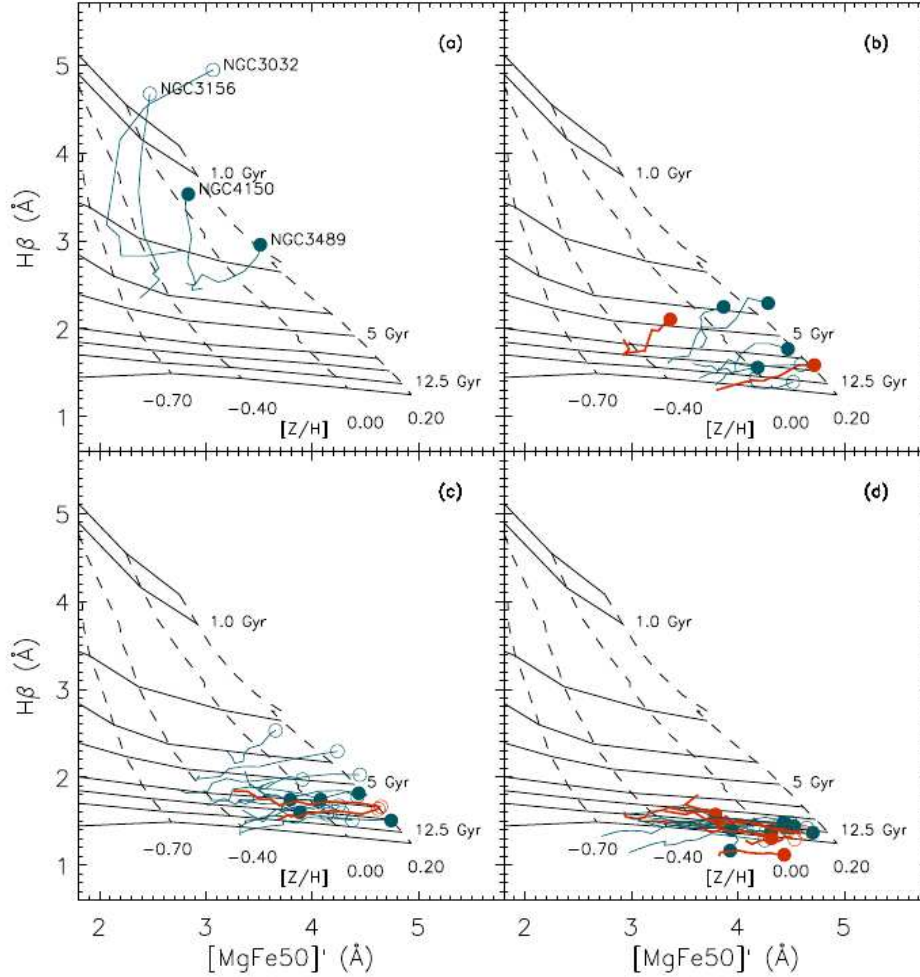 (a)
(b)
NGC3032
NGC3156
1.0 Gyr
NGC4150
NGC3489
5 Gyr
12.5 Gyr
−0.70
−0.40
0.00
0.20
[Z/H]
1.0 Gyr
5 Gyr
12.5 Gyr
−0.70
−0.40
0.00
0.20
[Z/H]
5
4
3
2
1
Hβ (Å)
(c)
(d)
1.0 Gyr
5 Gyr
12.5 Gyr
−0.70
−0.40
0.00
0.20
[Z/H]
1.0 Gyr
5 Gyr
12.5 Gyr
−0.70
−0.40
0.00
0.20
[Z/H]
5
4
3
2
1
Hβ (Å)
2 3 4 5
2 3 4 5
[MgFe50]' (Å)
[MgFe50]' (Å)